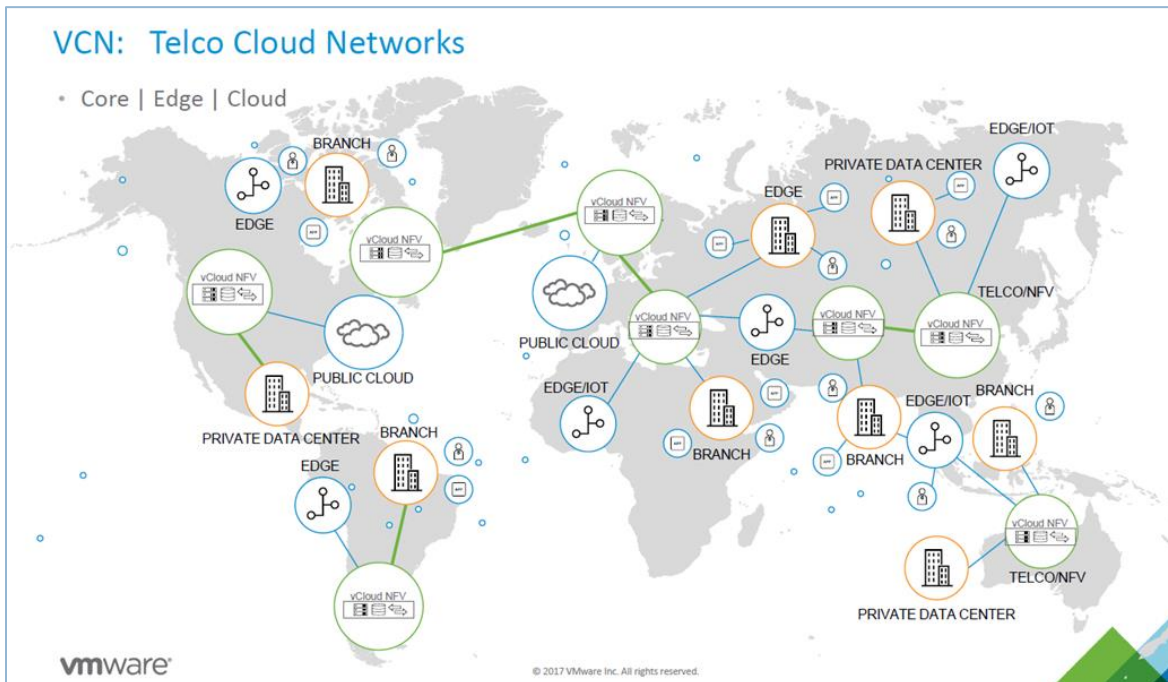 VCN: Telco Cloud Networks
• Core | Edge | Cloud
EDGE/IOT
BRANCH
PRIVATE DATA CENTER
EDGE
EDGE
vCloud NFV
vCloud NFV
vCloud NFV
TELCO/NFV
vCloud NFV
vCloud NFV
vCloud NFV
PUBLIC CLOUD
EDGE
PUBLIC CLOUD
EDGE/IOT
BRANCH
EDGE/IOT
PRIVATE DATA CENTER
BRANCH
BRANCH
BRANCH
EDGE
vCloud NFV
TELCO/NFV
vCloud NFV
PRIVATE DATA CENTER
vmware®
© 2017 VMware Inc. All rights reserved.